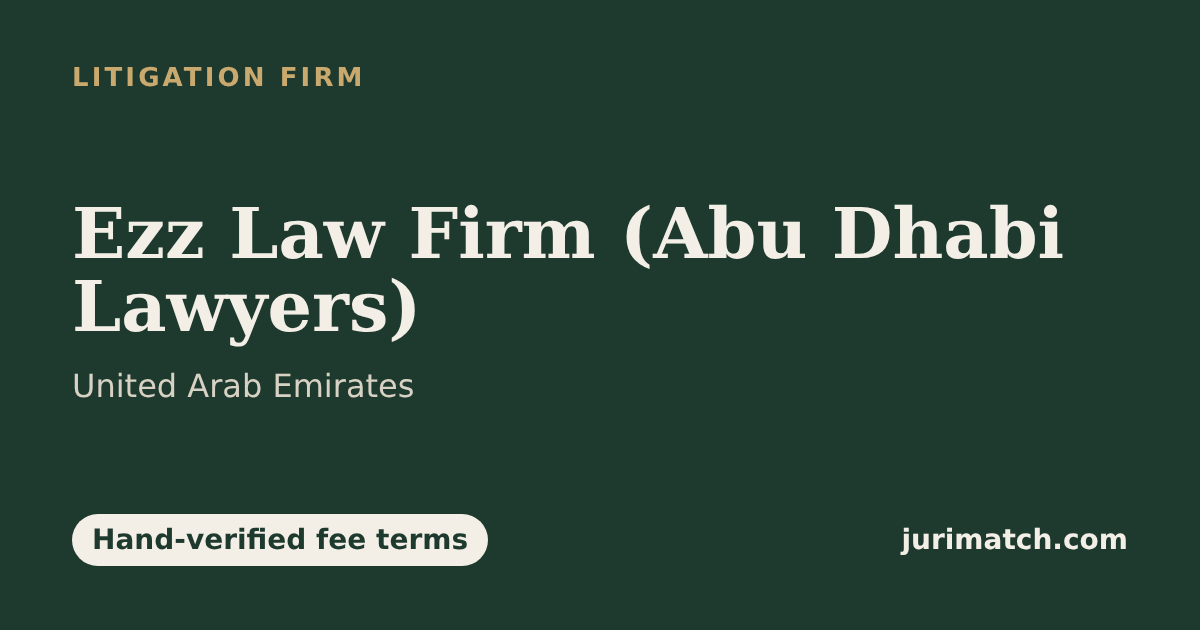 LITIGATION FIRM
Ezz Law Firm (Abu Dhabi
Lawyers)
United Arab Emirates
Hand-verified fee terms
jurimatch.com